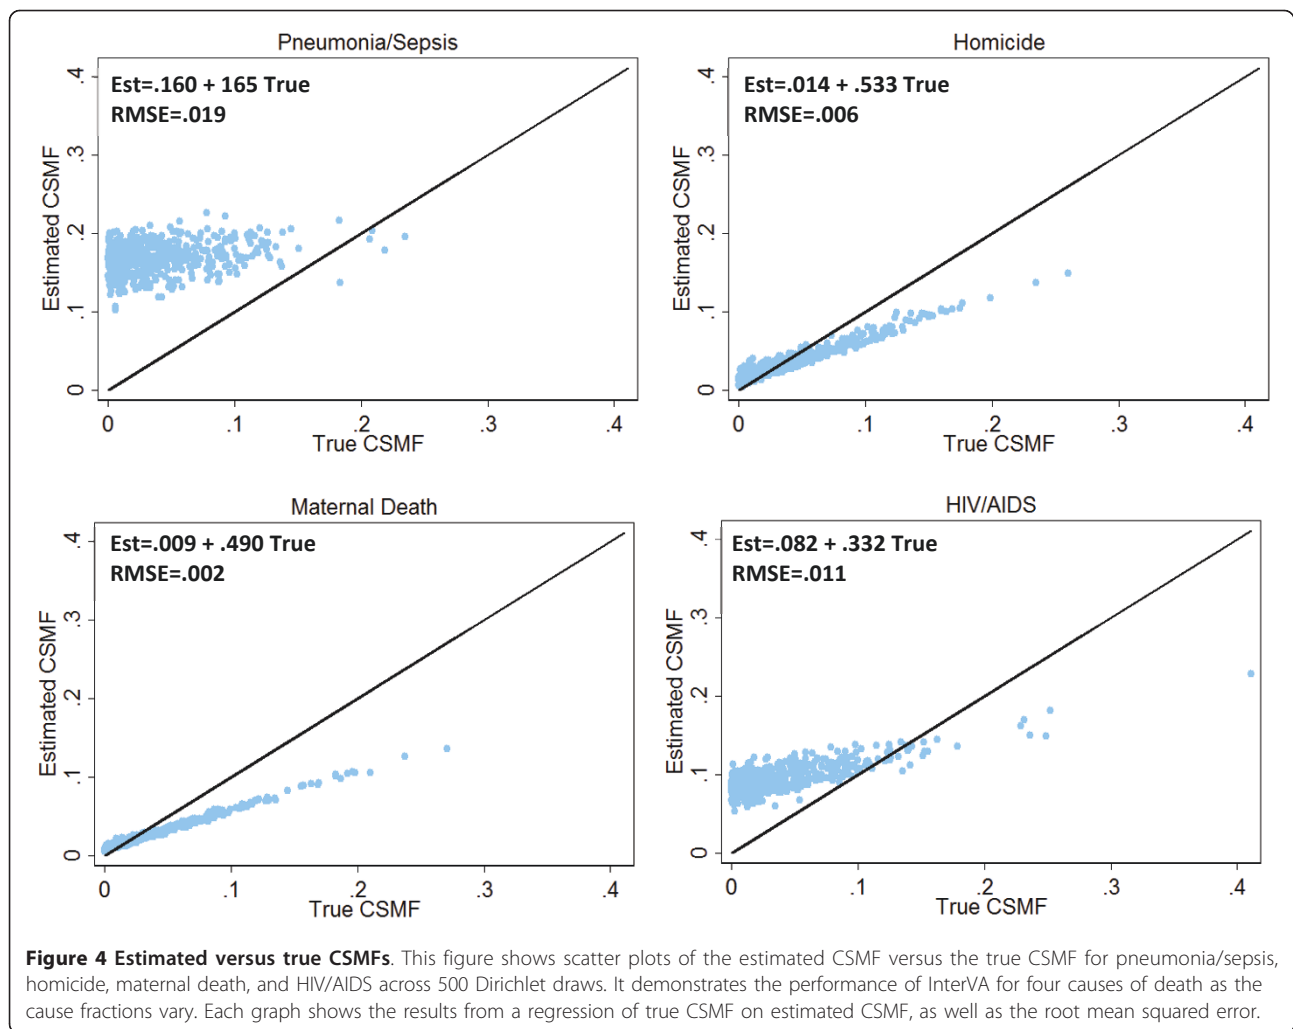 Pneumonia/Sepsis
Est=.160 + 165 True
RMSE=.019
Estimated CSMF
0 .1 .2 .3 .4
0 .1 .2 .3 .4
True CSMF
Homicide
Est=.014 + .533 True
RMSE=.006
Estimated CSMF
0 .1 .2 .3 .4
0 .1 .2 .3 .4
True CSMF
Maternal Death
Est=.009 + .490 True
RMSE=.002
Estimated CSMF
0 .1 .2 .3 .4
0 .1 .2 .3 .4
True CSMF
HIV/AIDS
Est=.082 + .332 True
RMSE=.011
Estimated CSMF
0 .1 .2 .3 .4
0 .1 .2 .3 .4
True CSMF
Figure 4 Estimated versus true CSMFs. This figure shows scatter plots of the estimated CSMF versus the true CSMF for pneumonia/sepsis,
homicide, maternal death, and HIV/AIDS across 500 Dirichlet draws. It demonstrates the performance of InterVA for four causes of death as the
cause fractions vary. Each graph shows the results from a regression of true CSMF on estimated CSMF, as well as the root mean squared error.